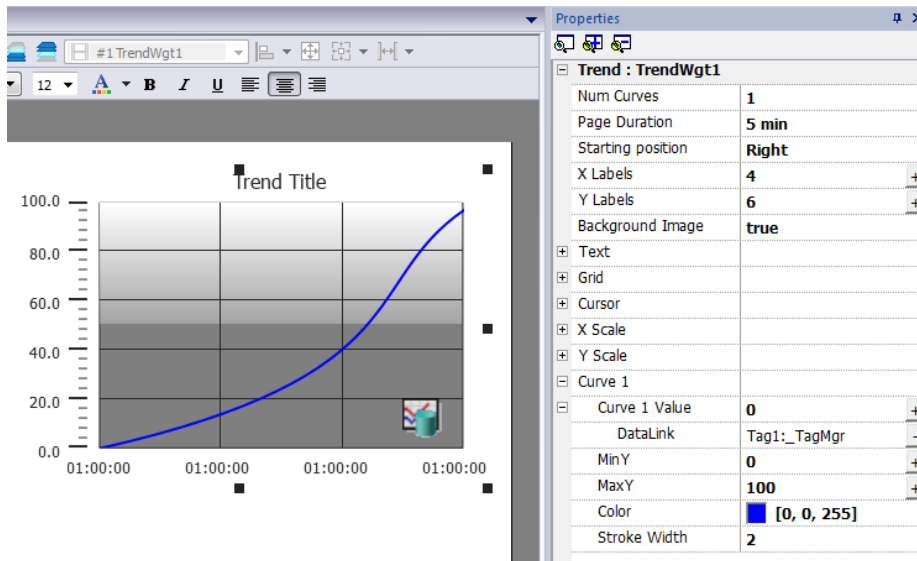 Properties
#1 TrendWgt1
12 A B I U
Trend : TrendWgt1
Num Curves 1
Page Duration 5 min
Starting position Right
X Labels 4
Y Labels 6
Background Image true
Text
Grid
Cursor
X Scale
Y Scale
Curve 1
Curve 1 Value 0
DataLink Tag1:_TagMgr
MinY 0
MaxY 100
Color [0, 0, 255]
Stroke Width 2
Trend Title
100.0
80.0
60.0
40.0
20.0
0.0
01:00:00 01:00:00 01:00:00 01:00:00